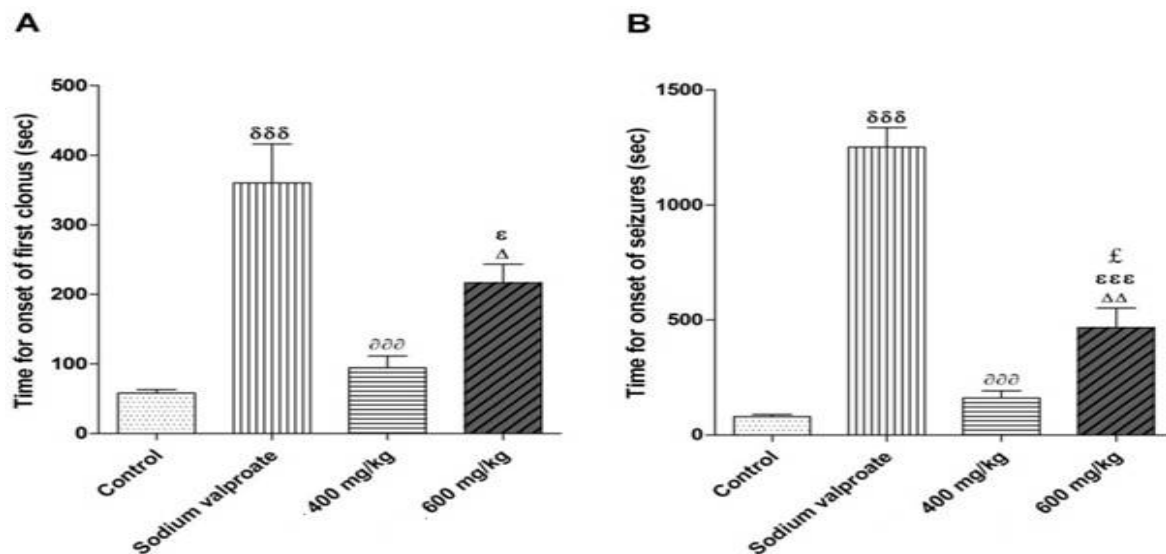 A
Time for onset of first clonus (sec)
500
400
300
200
100
0
δδδ
∂∂∂
ε
Δ
Control
Sodium valproate
400 mg/kg
600 mg/kg
B
Time for onset of seizures (sec)
1500
1000
500
0
δδδ
∂∂∂
£
εεε
ΔΔ
Control
Sodium valproate
400 mg/kg
600 mg/kg